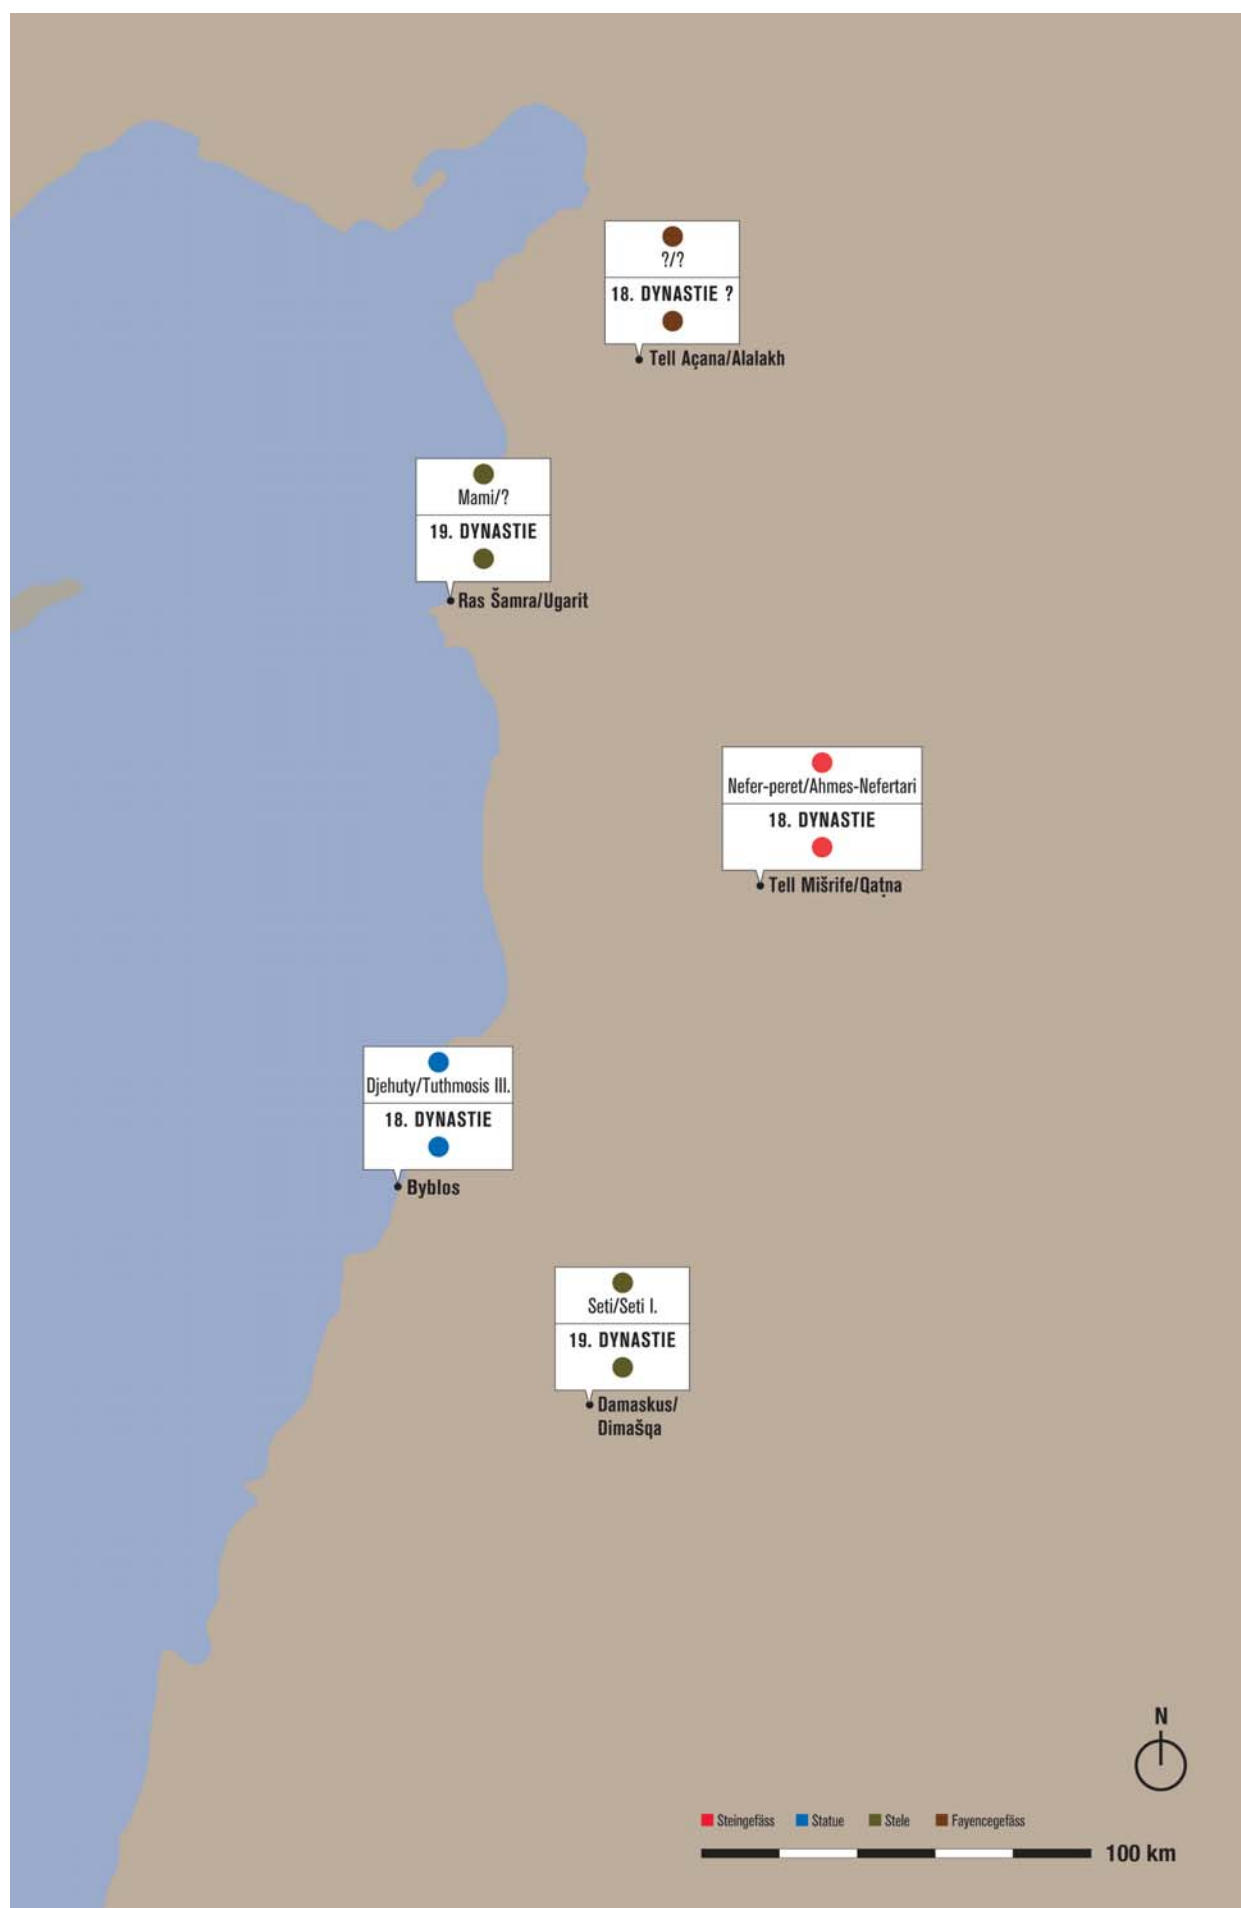 ?/?
18. DYNASTIE ?
Tell Açana/Alalakh
Mami/?
19. DYNASTIE
Ras Šamra/Ugarit
Nefer-peret/Ahmes-Nefertari
18. DYNASTIE
Tell Mišrife/Qaṭna
Djehuty/Tuthmosis III.
18. DYNASTIE
Byblos
Seti/Seti I.
19. DYNASTIE
Damaskus/
Dimašqa
N
Steingefäss Statue Stele Fayencegefäss
100 km